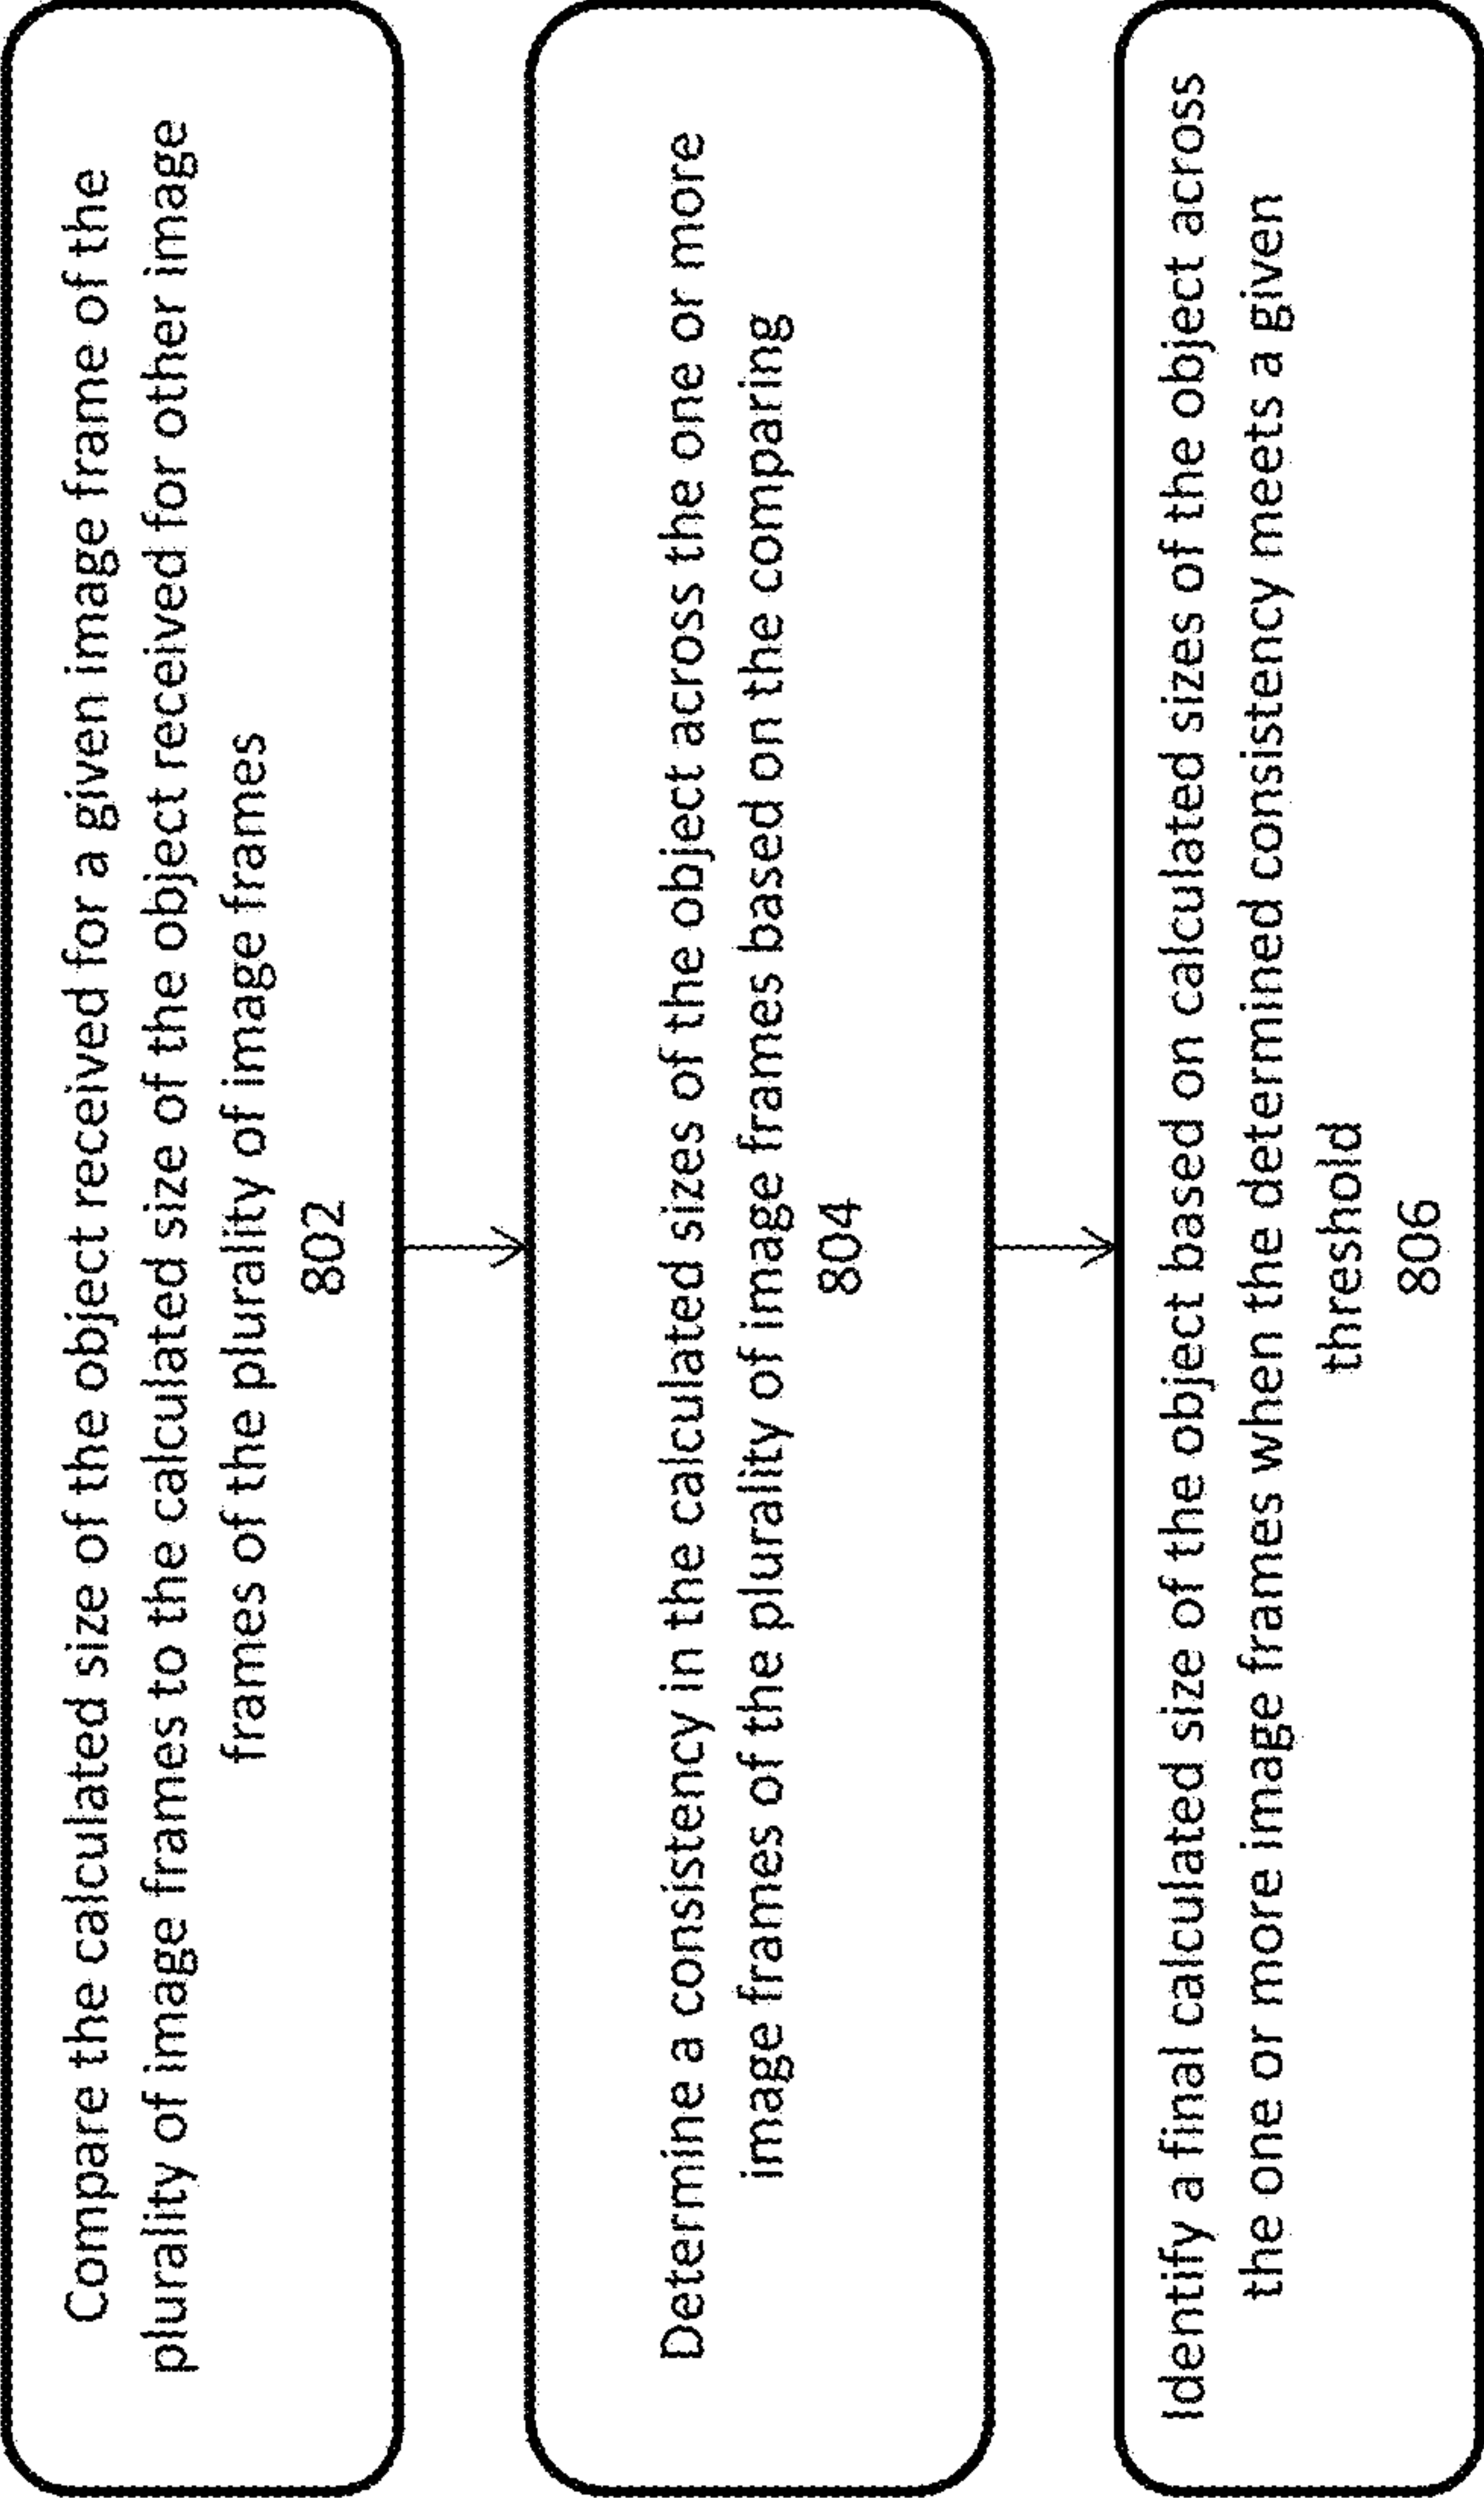 Compare the calculated size of the object received for a given image frame of the
plurality of image frames to the calculated size of the object received for other image
frames of the plurality of image frames
802
Determine a consistency in the calculated sizes of the object across the one or more
image frames of the plurality of image frames based on the comparing
804
Identify a final calculated size of the object based on calculated sizes of the object across
the one or more image frames when the determined consistency meets a given
threshold
806